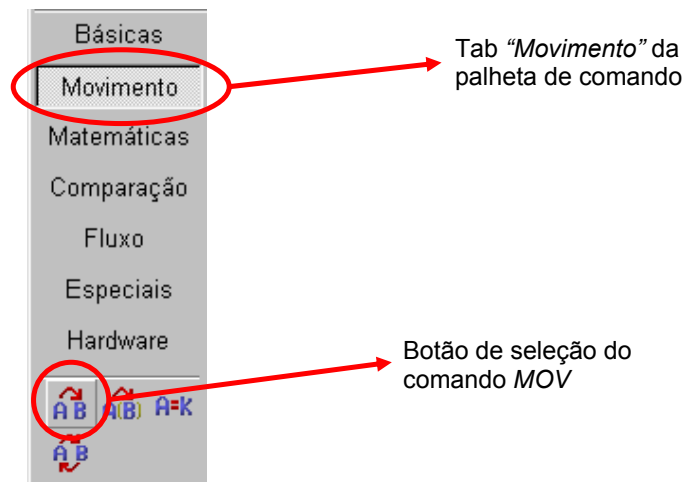 Básicas
Tab “Movimento” da
palheta de comando
Movimento
Matemáticas
Comparação
Fluxo
Especiais
Hardware
Botão de seleção do
comando MOV
A B A(B) A=K
A B